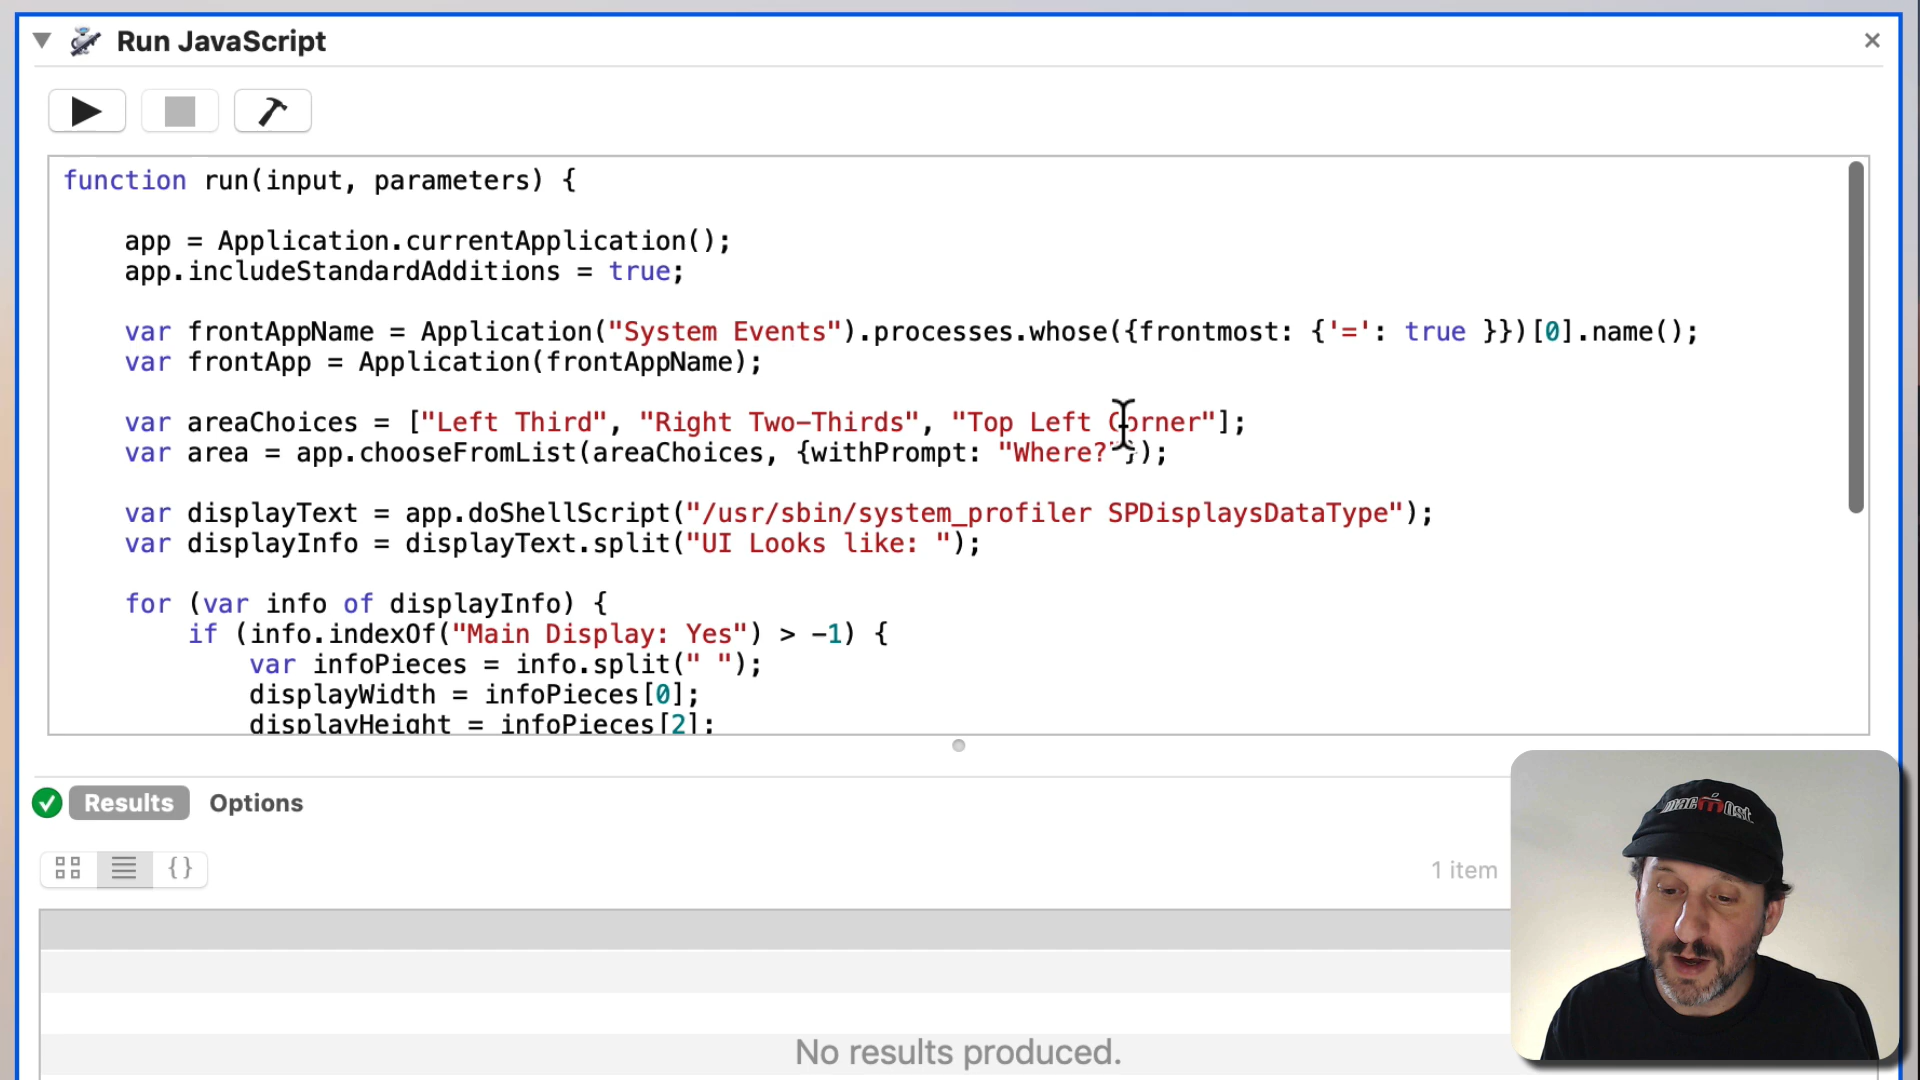 Run JavaScript
function run(input, parameters) {
app = Application.currentApplication();
app.includeStandardAdditions = true;
var frontAppName = Application("System Events").processes.whose({frontmost: {'=': true }})[0].name();
var frontApp = Application(frontAppName);
var areaChoices = ["Left Third", "Right Two-Thirds", "Top Left Corner"];
var area = app.chooseFromList(areaChoices, {withPrompt: "Where?"});
var displayText = app.doShellScript("/usr/sbin/system_profiler SPDisplaysDataType");
var displayInfo = displayText.split("UI Looks like: ");
for (var info of displayInfo) {
if (info.indexOf("Main Display: Yes") > -1) {
var infoPieces = info.split(" ");
displayWidth = infoPieces[0];
displayHeight = infoPieces[2];
Results Options
1 item
No results produced.
macmost